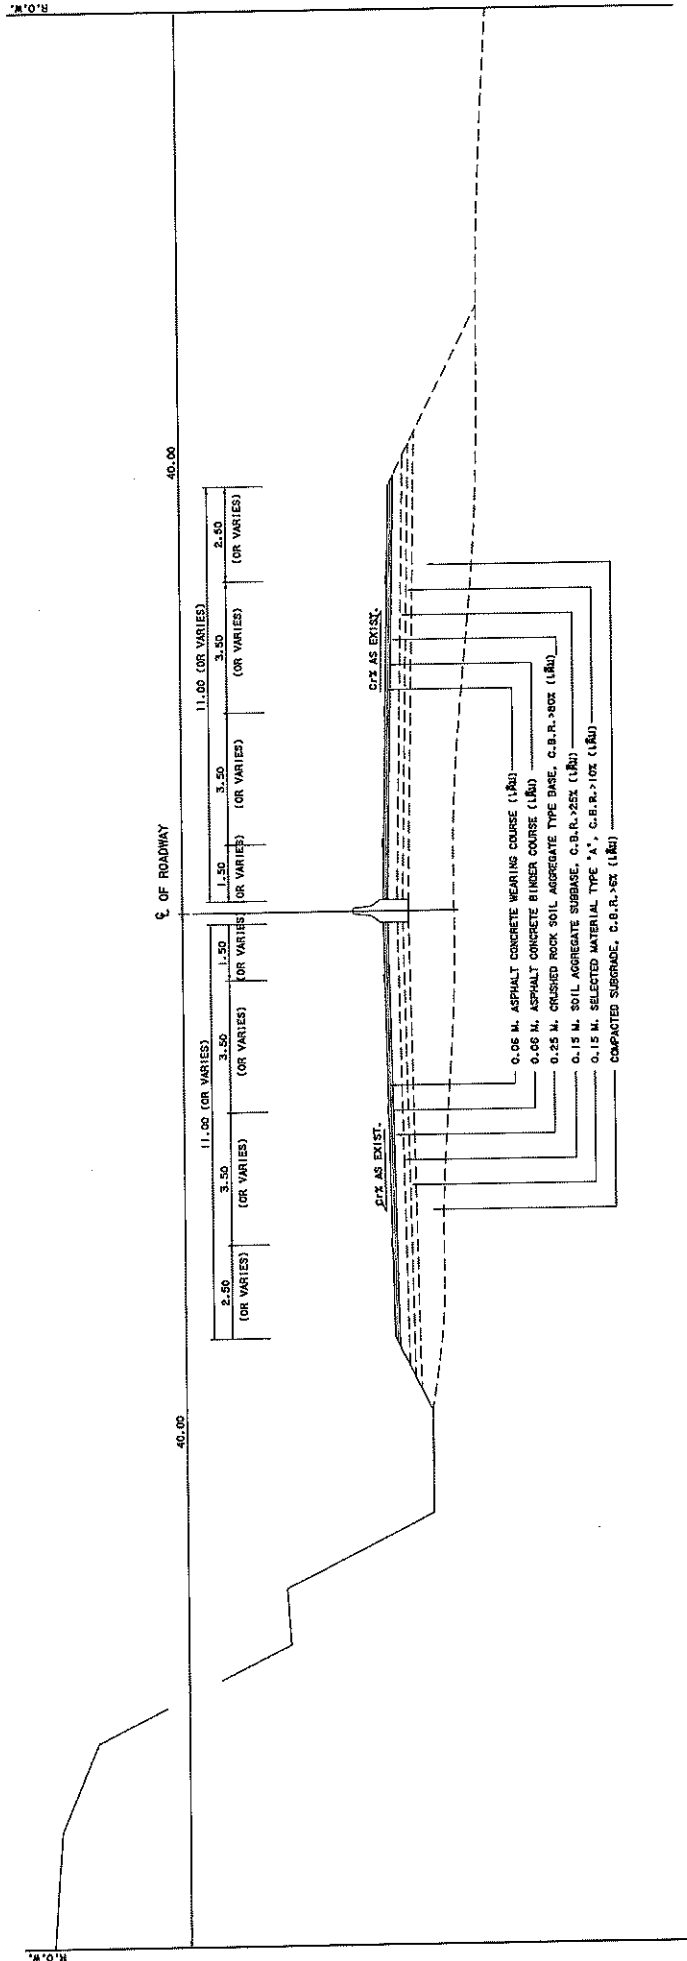 R.O.W.
R.O.W.
℄ OF ROADWAY
40.00
40.00
11.00 (OR VARIES)
11.00 (OR VARIES)
2.50
3.50
3.50
1.50
1.50
3.50
3.50
2.50
(OR VARIES)
(OR VARIES)
(OR VARIES)
(OR VARIES)
(OR VARIES)
(OR VARIES)
(OR VARIES)
(OR VARIES)
Cr% AS EXIST.
Cr% AS EXIST.
0.06 M. ASPHALT CONCRETE WEARING COURSE (เดิม)
0.06 M. ASPHALT CONCRETE BINDER COURSE (เดิม)
0.25 M. CRUSHED ROCK SOIL AGGREGATE TYPE BASE, C.B.R.>80% (เดิม)
0.15 M. SOIL AGGREGATE SUBBASE, C.B.R.>25% (เดิม)
0.15 M. SELECTED MATERIAL TYPE "A", C.B.R.>10% (เดิม)
COMPACTED SUBGRADE, C.B.R.>6% (เดิม)